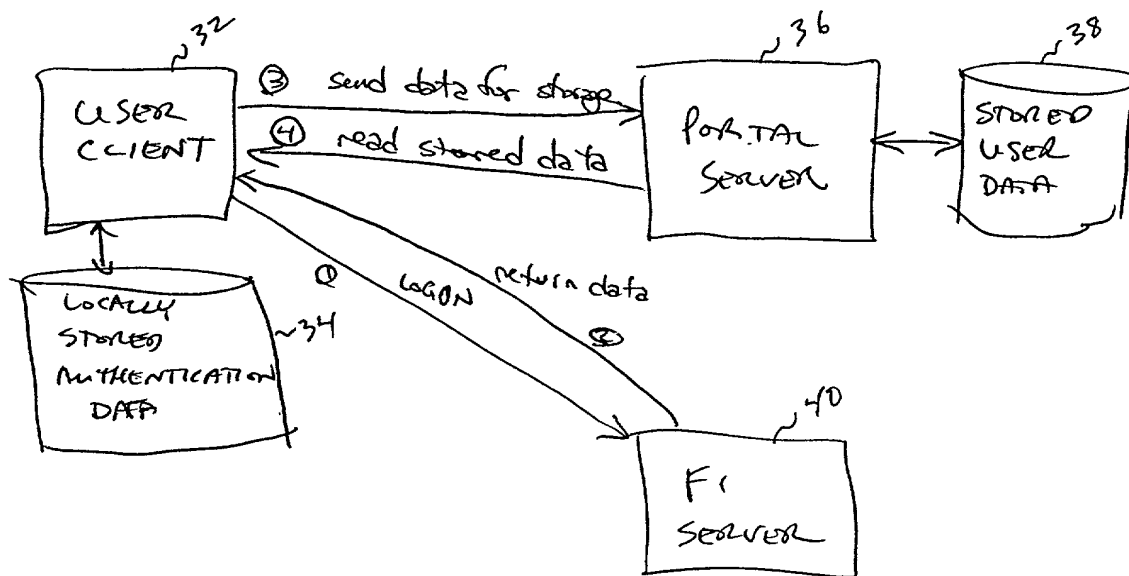 32
USER
CLIENT
③ send data for storage
④ read stored data
36
PORTAL
SERVER
38
STORED
USER
DATA
① LOGON
return data
②
LOCALLY
STORED
AUTHENTICATION
DATA
34
40
FI
SERVER